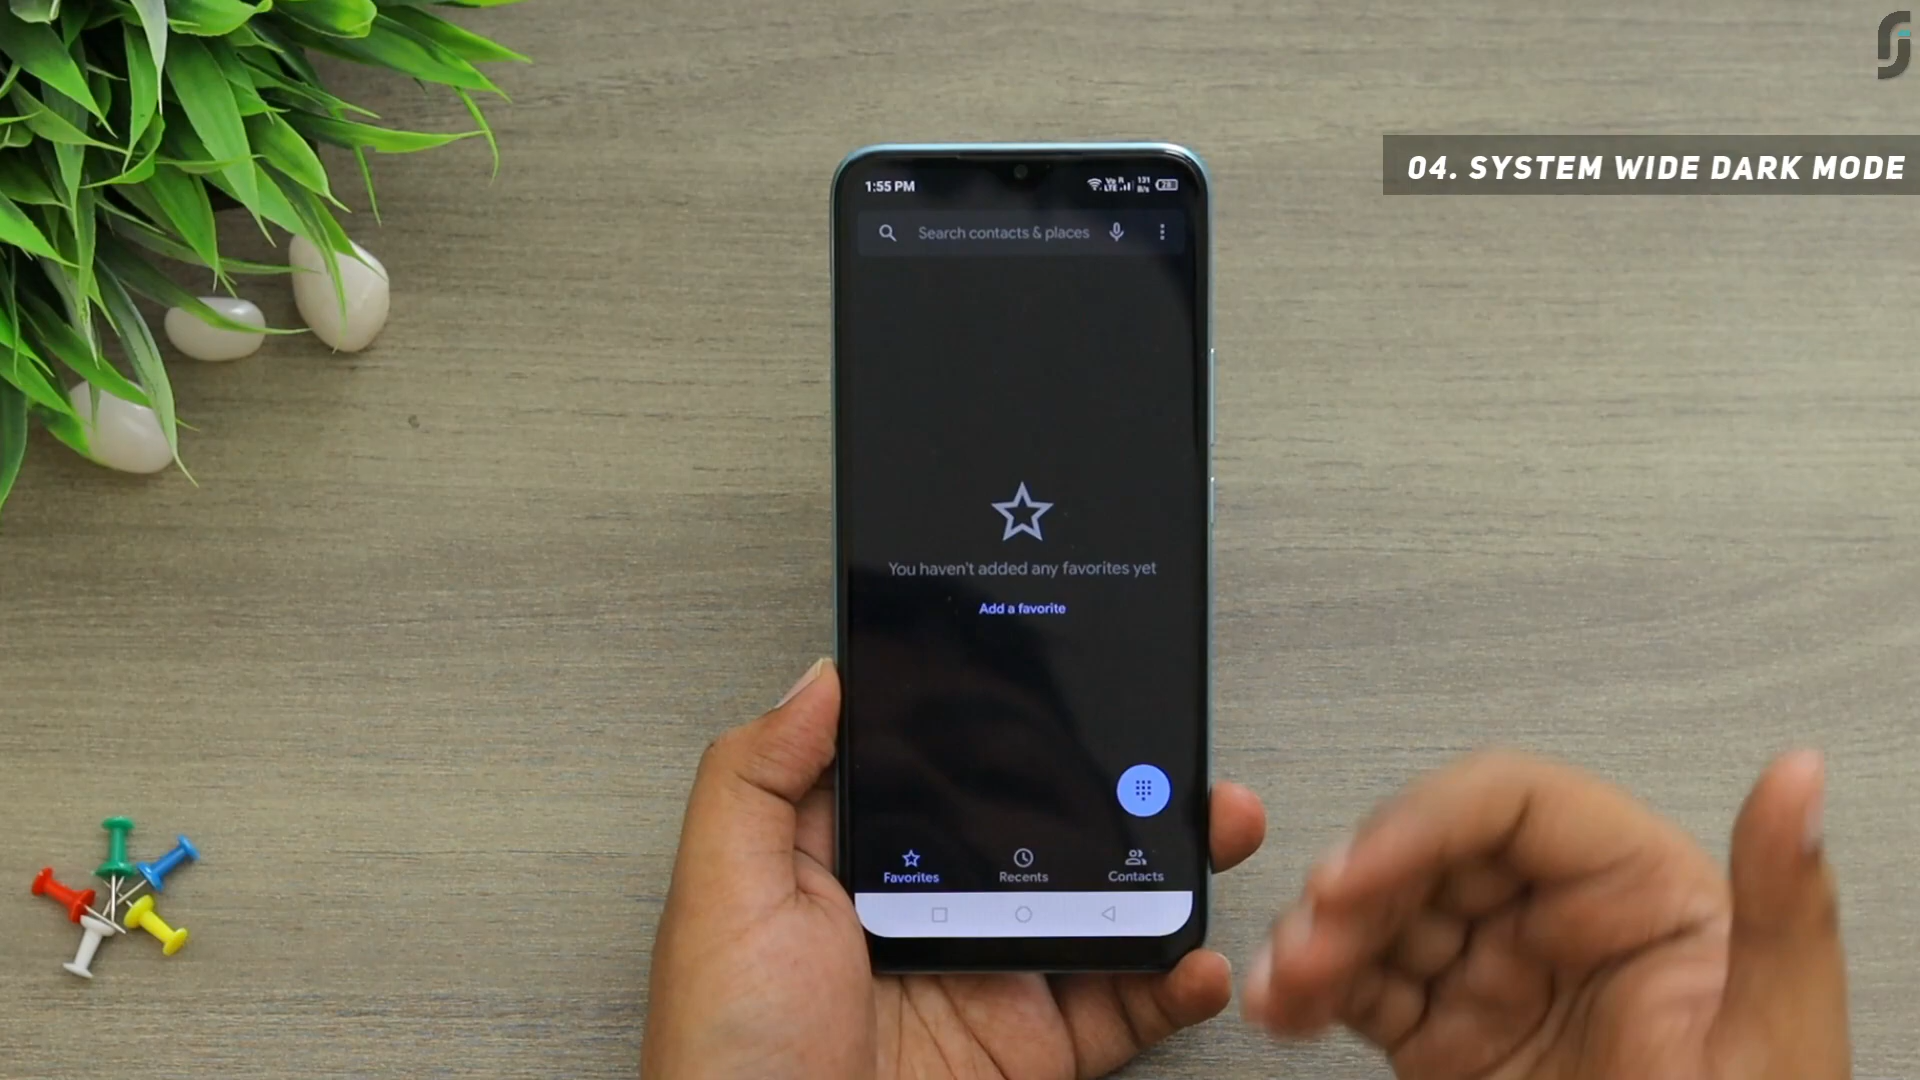 04. SYSTEM WIDE DARK MODE
1:55 PM
Search contacts & places
You haven't added any favorites yet
Add a favorite
Favorites
Recents
Contacts